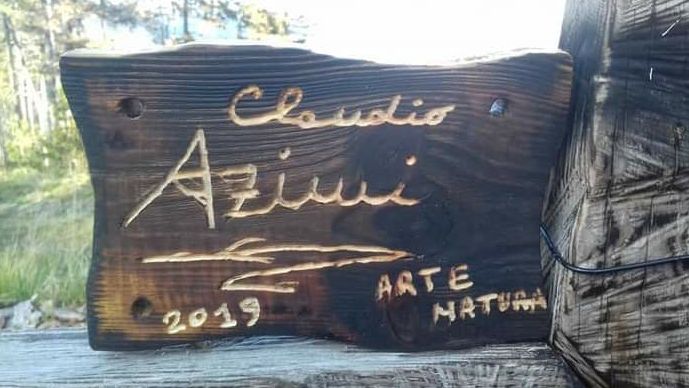 Claudio
Azimi
2019
ARTE
NATURA